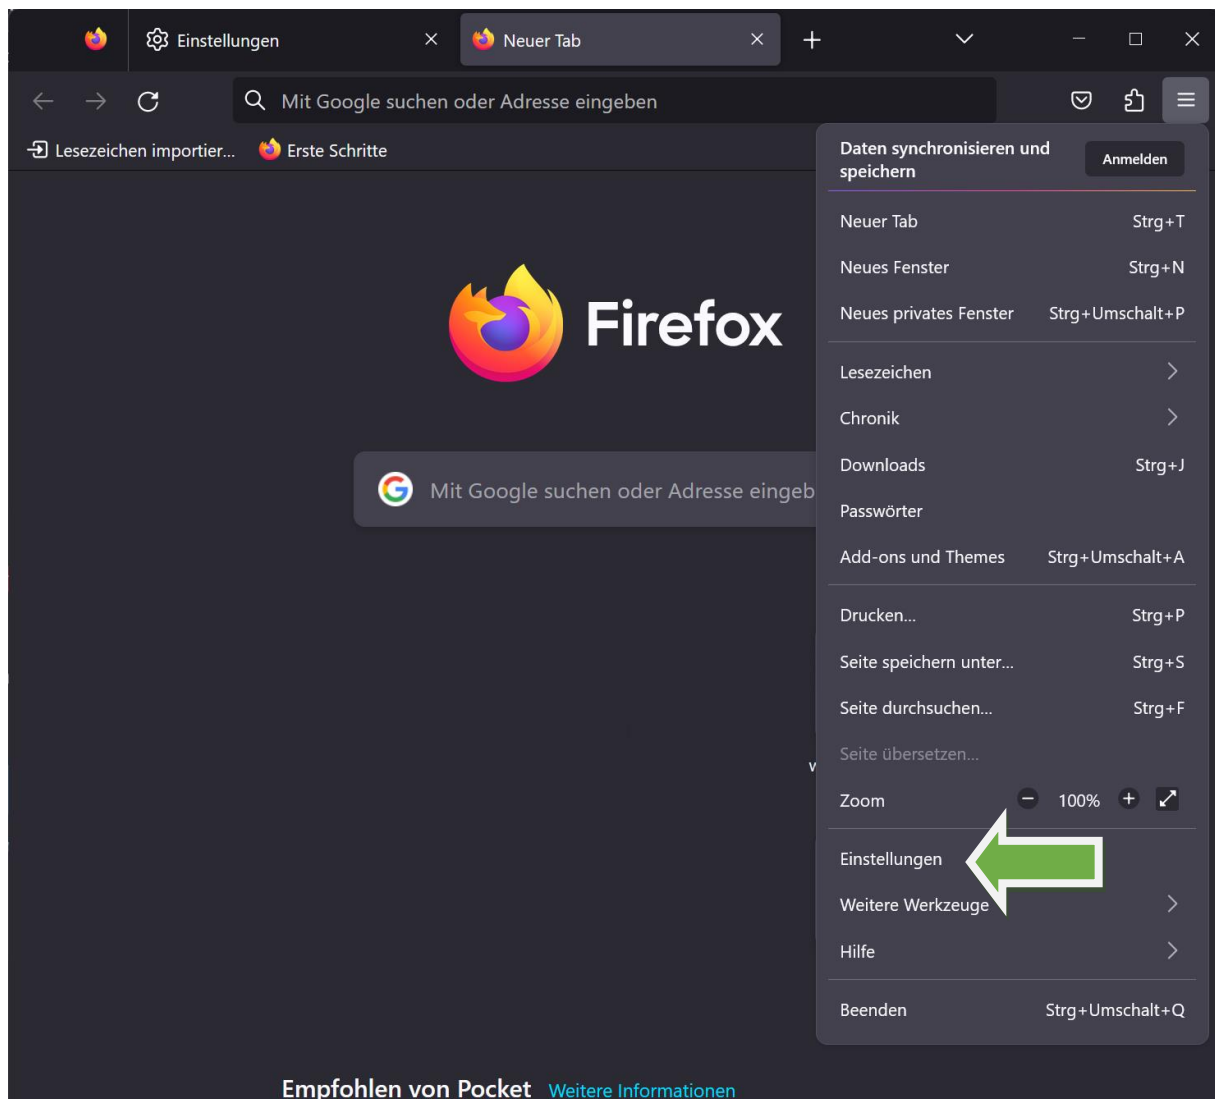 Einstellungen
Neuer Tab
Mit Google suchen oder Adresse eingeben
Lesezeichen importier...
Erste Schritte
Daten synchronisieren und
speichern
Anmelden
Neuer Tab Strg+T
Neues Fenster Strg+N
Neues privates Fenster Strg+Umschalt+P
Lesezeichen
Chronik
Downloads Strg+J
Passwörter
Add-ons und Themes Strg+Umschalt+A
Drucken... Strg+P
Seite speichern unter... Strg+S
Seite durchsuchen... Strg+F
Seite übersetzen...
Zoom 100%
Einstellungen
Weitere Werkzeuge
Hilfe
Beenden Strg+Umschalt+Q
Firefox
Mit Google suchen oder Adresse eingeb
Empfohlen von Pocket Weitere Informationen